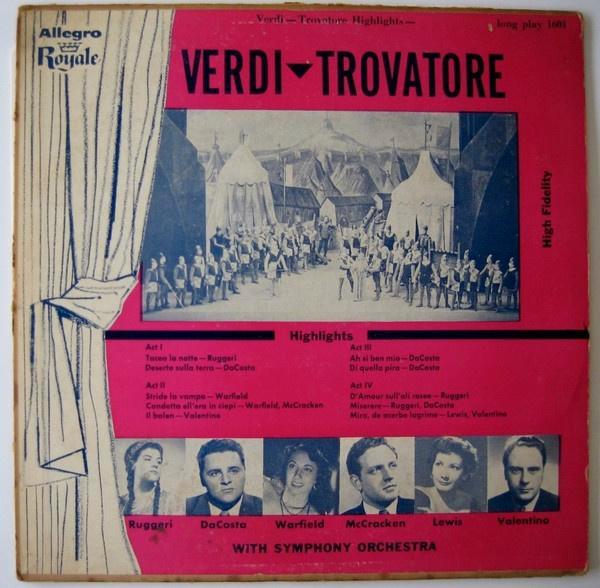 Verdi — Trovatore Highlights —
long play 1601
Allegro
Royale
VERDI TROVATORE
High Fidelity
Highlights
Act I
Tacea la notte — Ruggeri
Deserto sulla terra — DaCosta
Act II
Stride la vampa — Warfield
Condotta ell'era in ciepi — Warfield, McCracken
Il balen — Valentino
Act III
Ah si ben mio — DaCosta
Di quella pira — DaCosta
Act IV
D'Amour sull'ali rosee — Ruggeri
Miserere — Ruggeri, DaCosta
Mira, de acerbe lagrime — Lewis, Valentino
Ruggeri DaCosta Warfield McCracken Lewis Valentino
WITH SYMPHONY ORCHESTRA